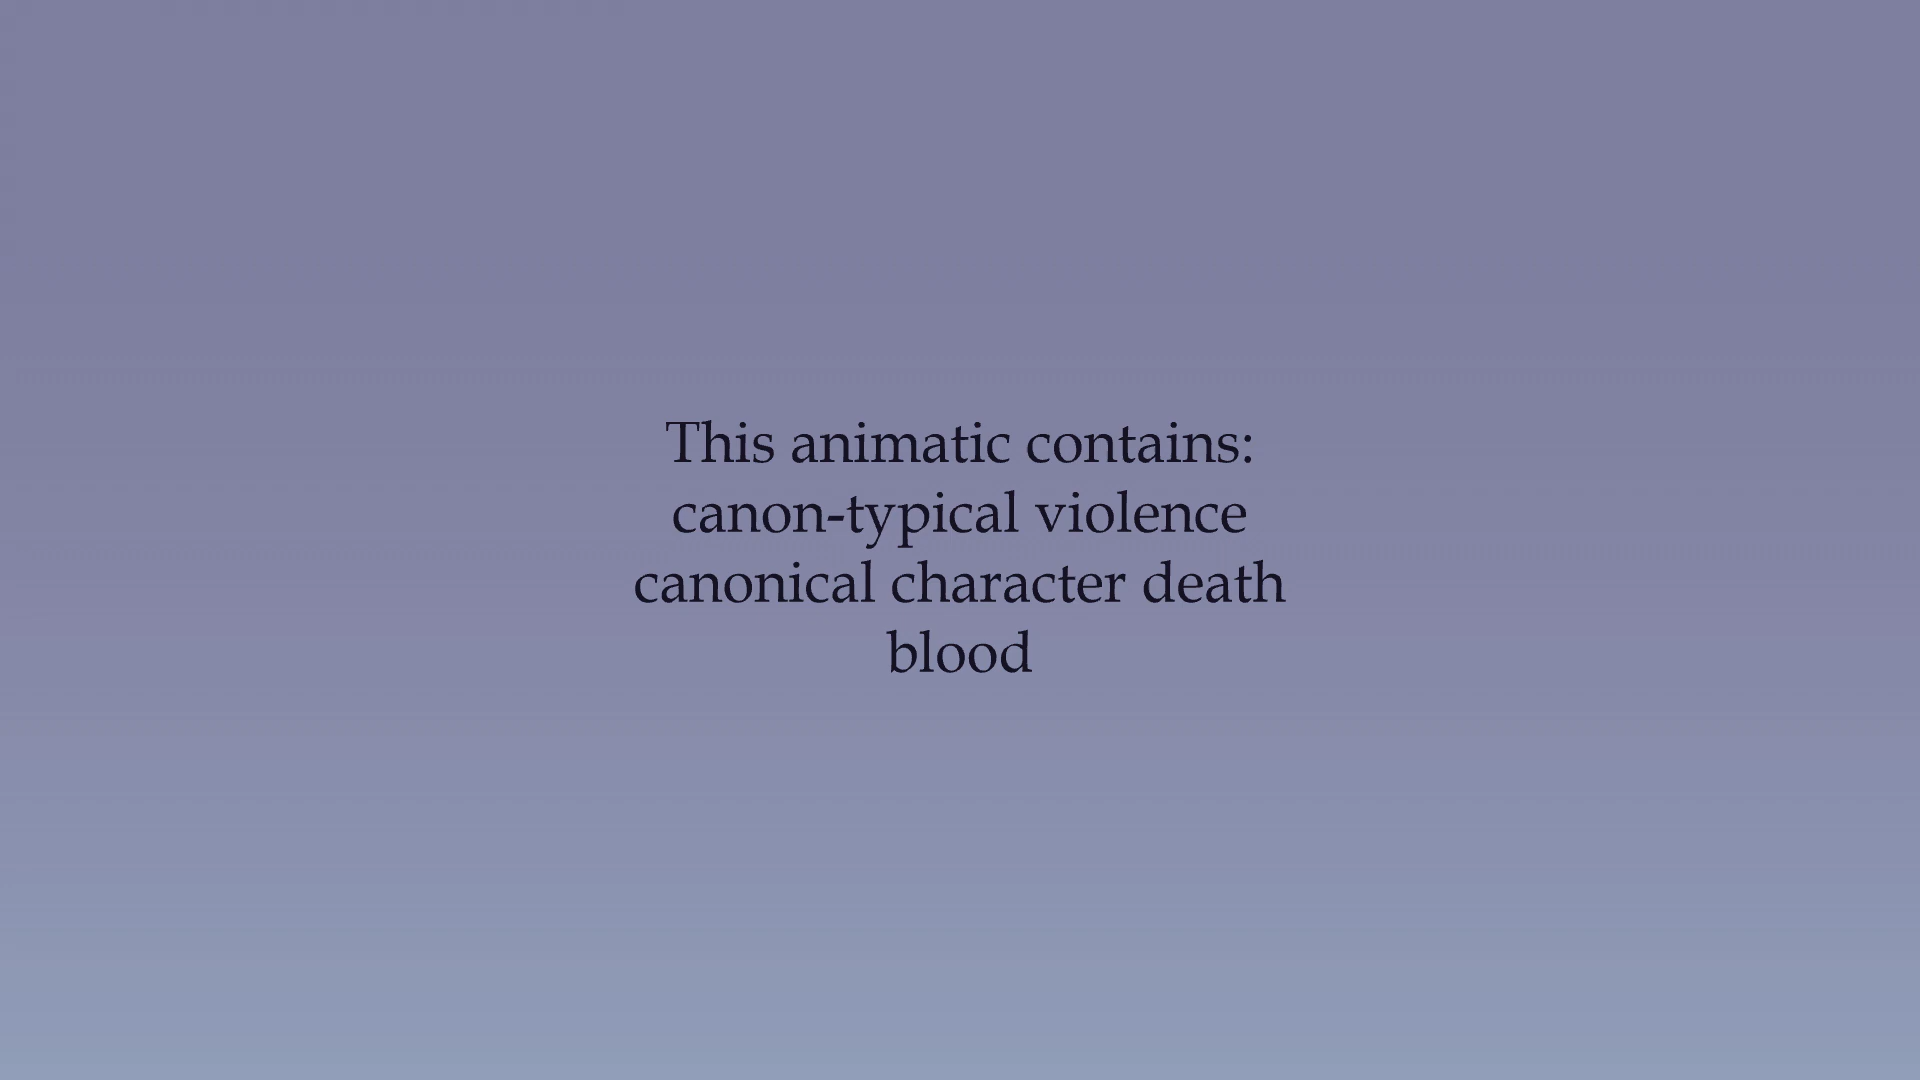 This animatic contains:
canon-typical violence
canonical character death
blood